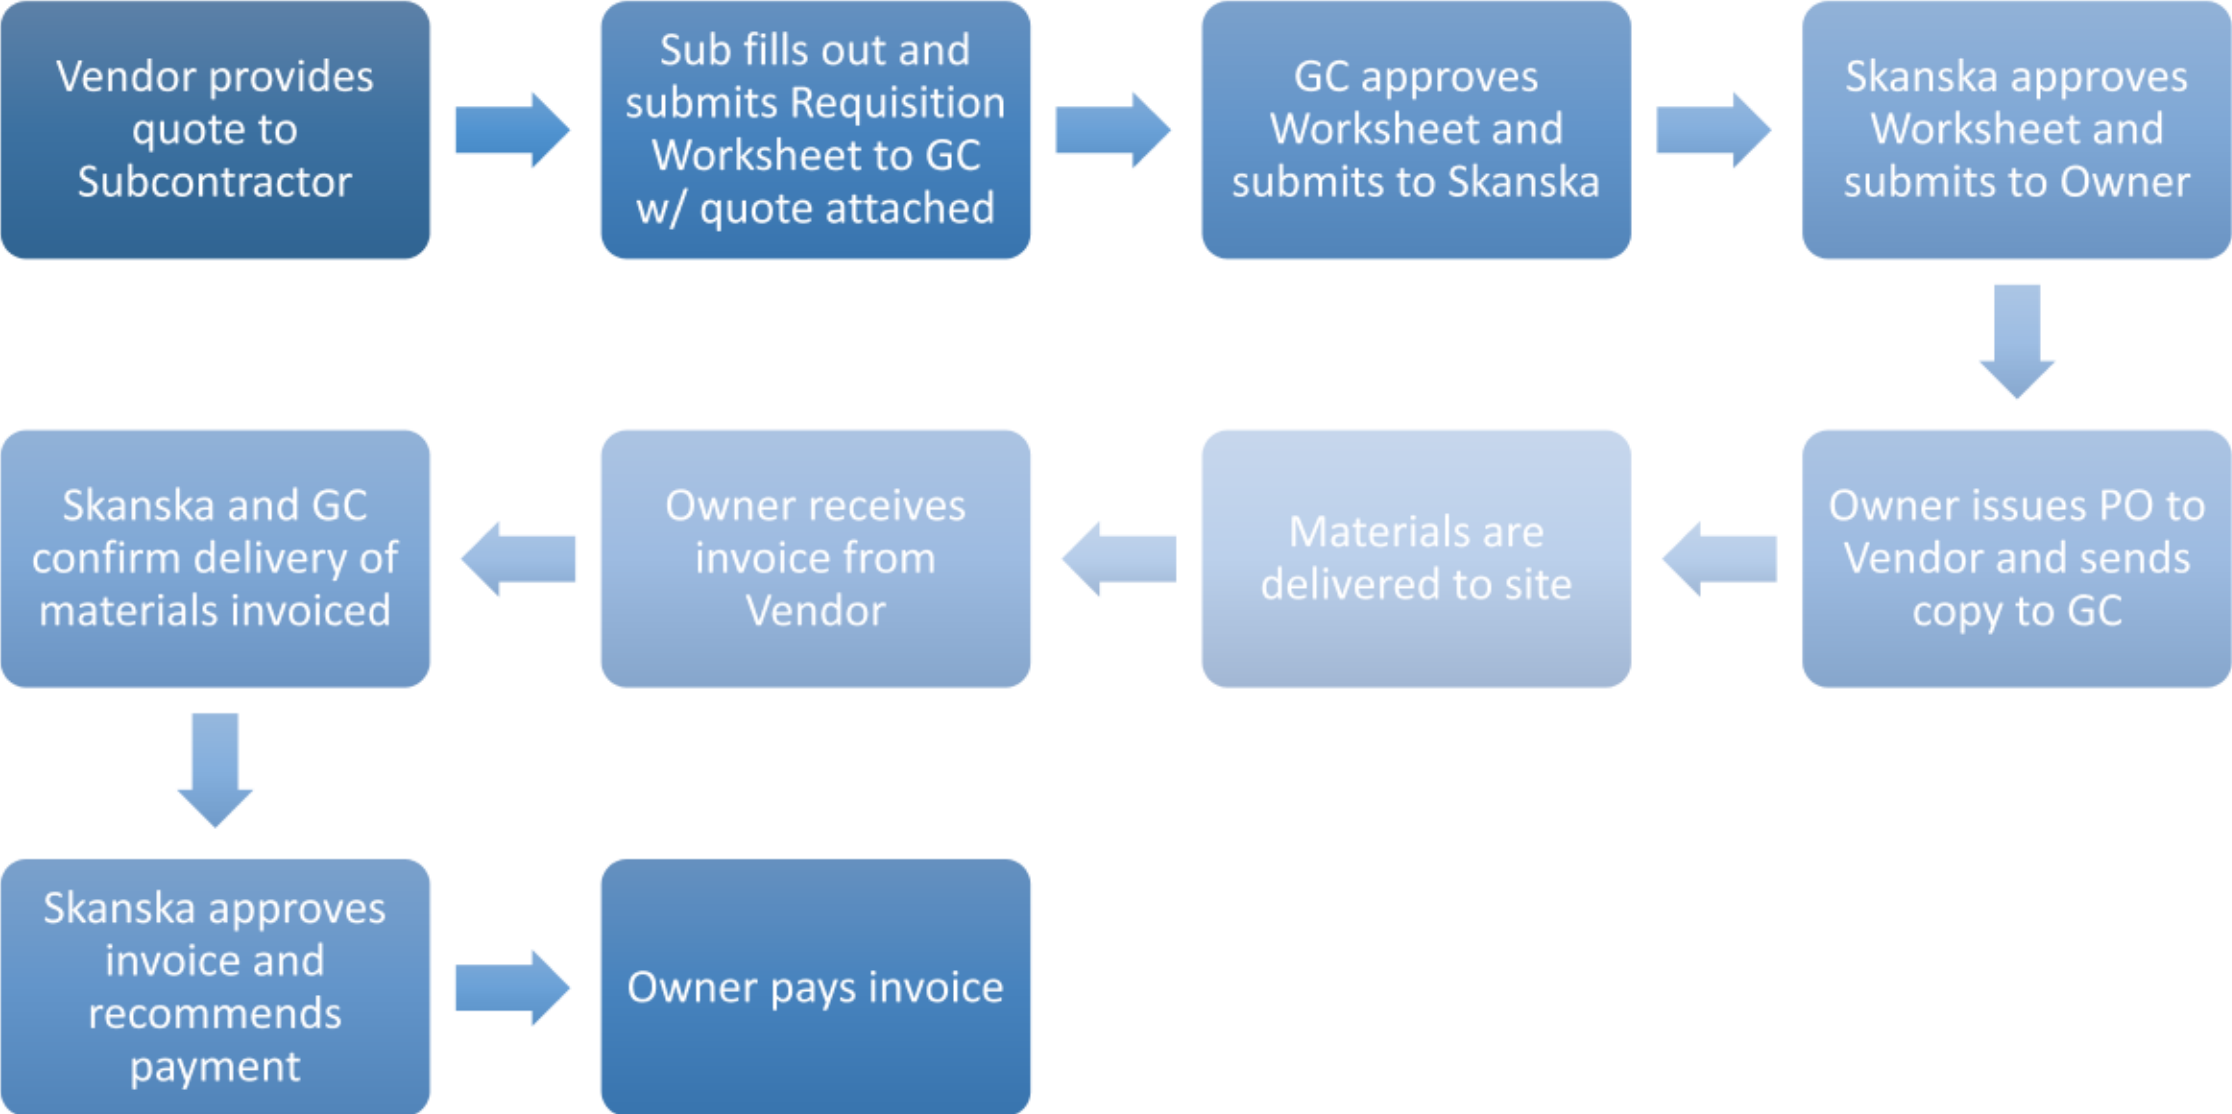 Vendor provides
quote to
Subcontractor
Sub fills out and
submits Requisition
Worksheet to GC
w/ quote attached
GC approves
Worksheet and
submits to Skanska
Skanska approves
Worksheet and
submits to Owner
Owner issues PO to
Vendor and sends
copy to GC
Materials are
delivered to site
Owner receives
invoice from
Vendor
Skanska and GC
confirm delivery of
materials invoiced
Skanska approves
invoice and
recommends
payment
Owner pays invoice